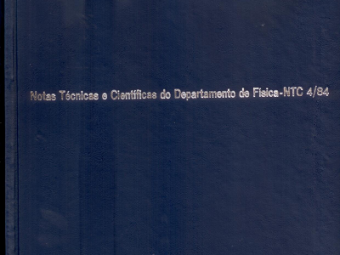 Notas Técnicas e Científicas do Departamento de Física-NTC 4/84